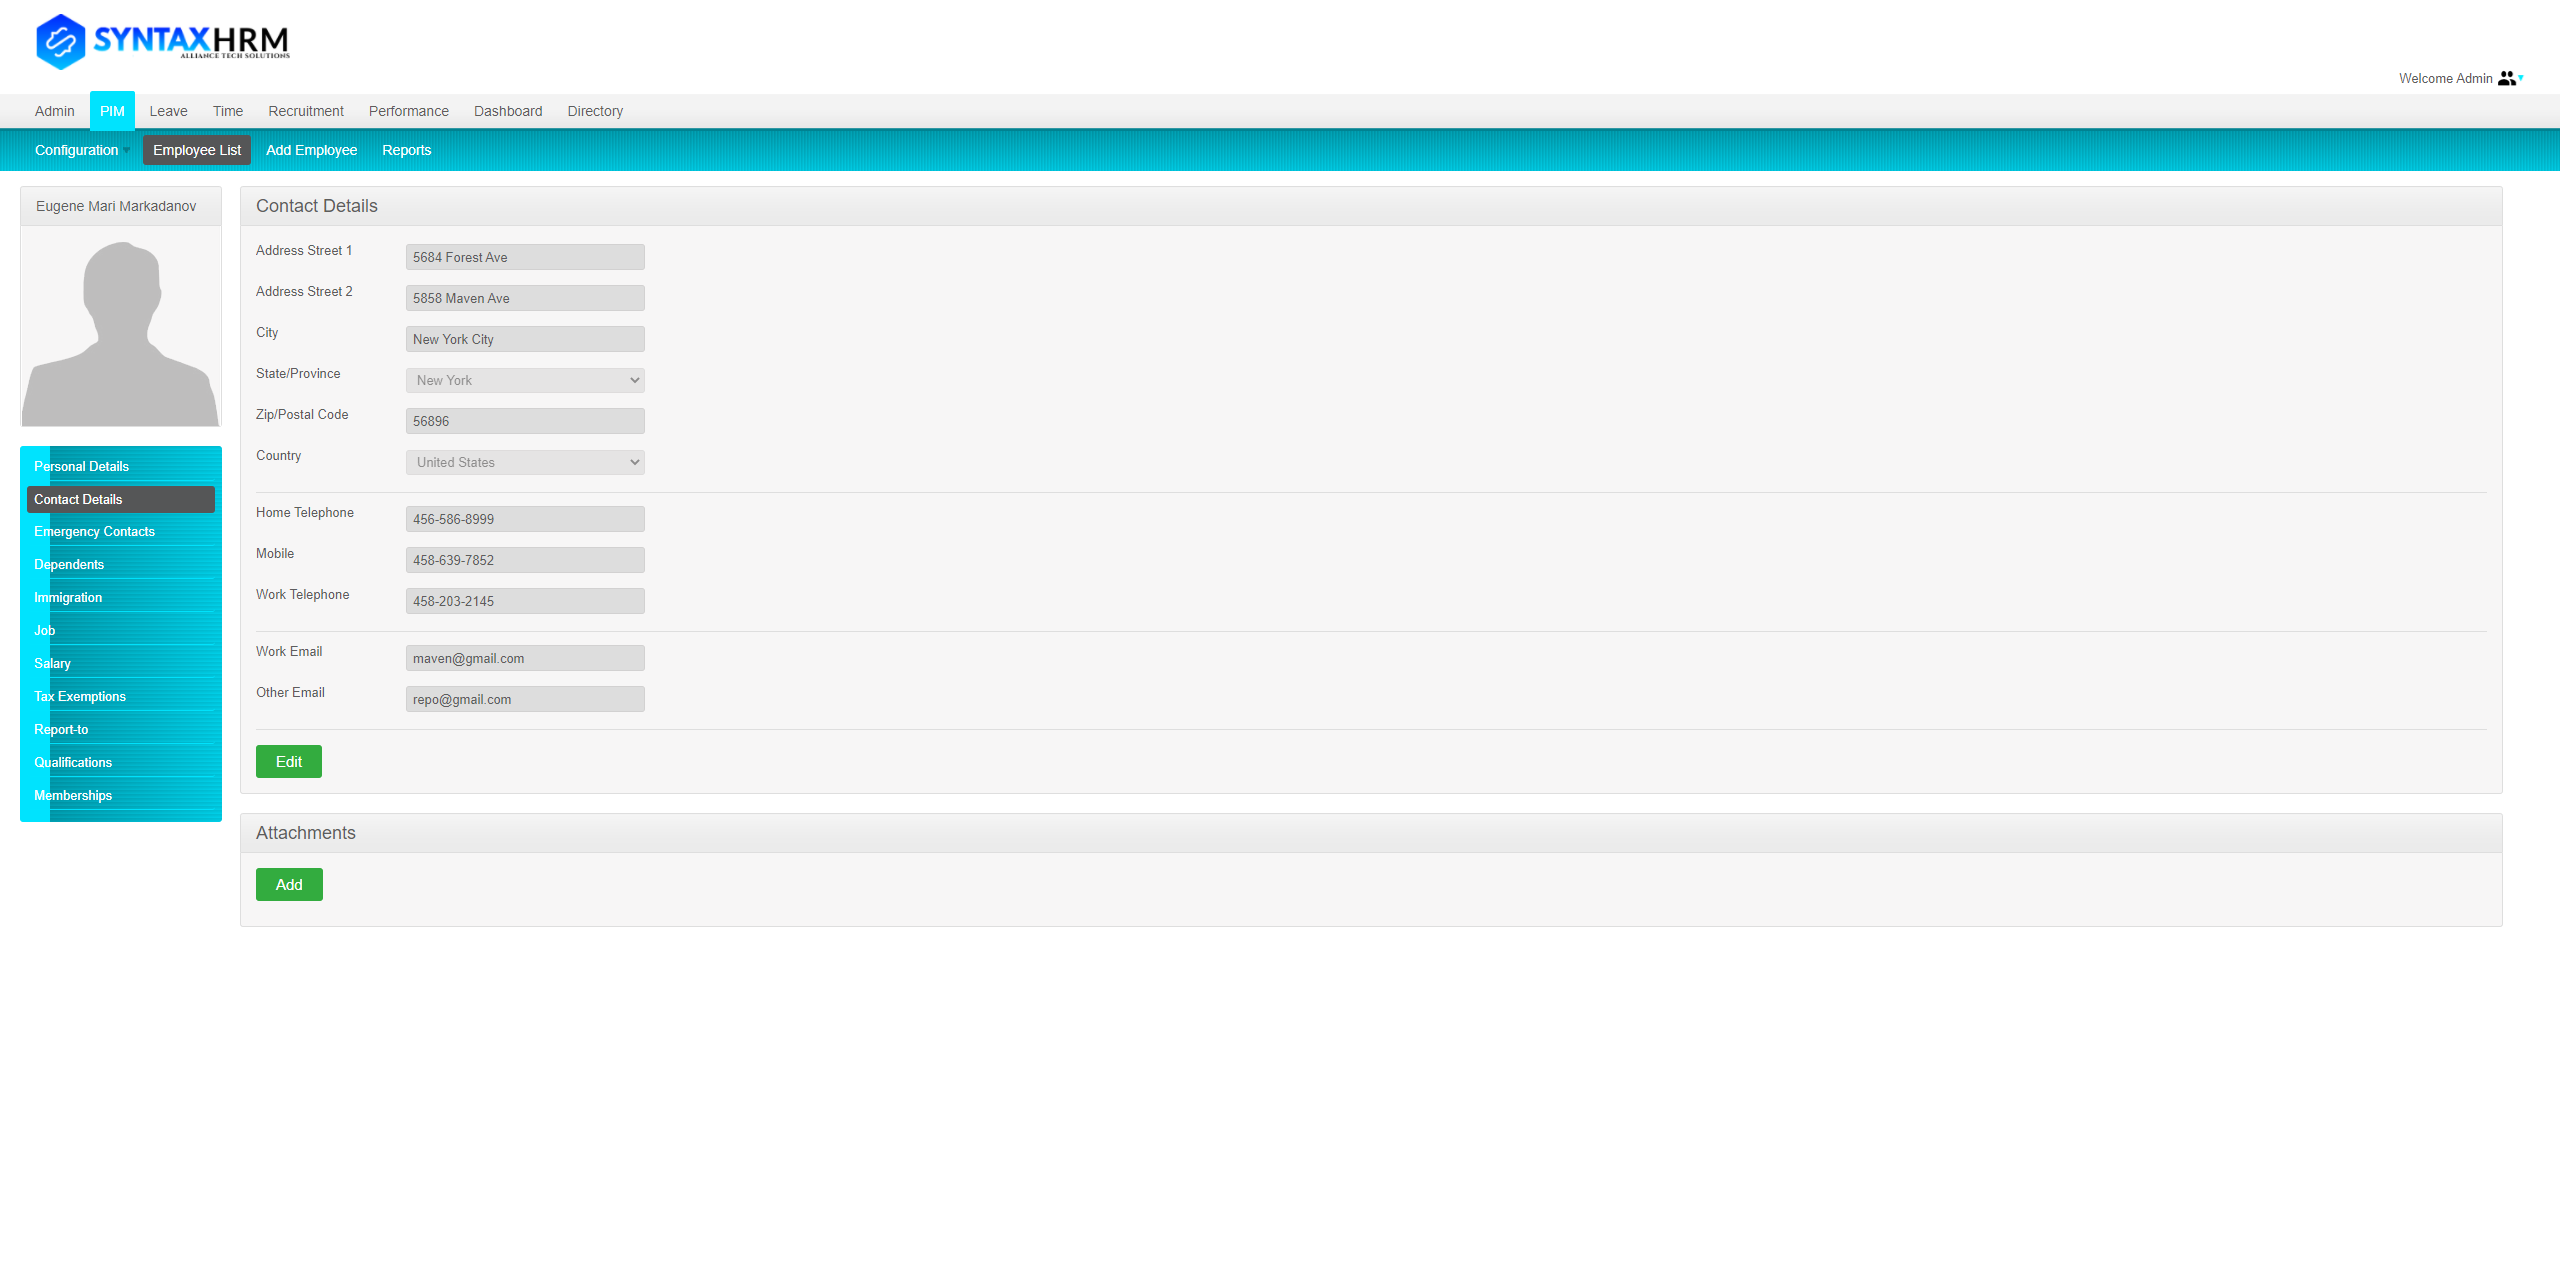 SYNTAXHRM
ALLIANCE TECH SOLUTIONS
Welcome Admin
Admin PIM Leave Time Recruitment Performance Dashboard Directory
Configuration Employee List Add Employee Reports
Eugene Mari Markadanov
Personal Details
Contact Details
Emergency Contacts
Dependents
Immigration
Job
Salary
Tax Exemptions
Report-to
Qualifications
Memberships
Contact Details
Address Street 1 5684 Forest Ave
Address Street 2 5858 Maven Ave
City New York City
State/Province New York
Zip/Postal Code 56896
Country United States
Home Telephone 456-586-8999
Mobile 458-639-7852
Work Telephone 458-203-2145
Work Email maven@gmail.com
Other Email repo@gmail.com
Edit
Attachments
Add